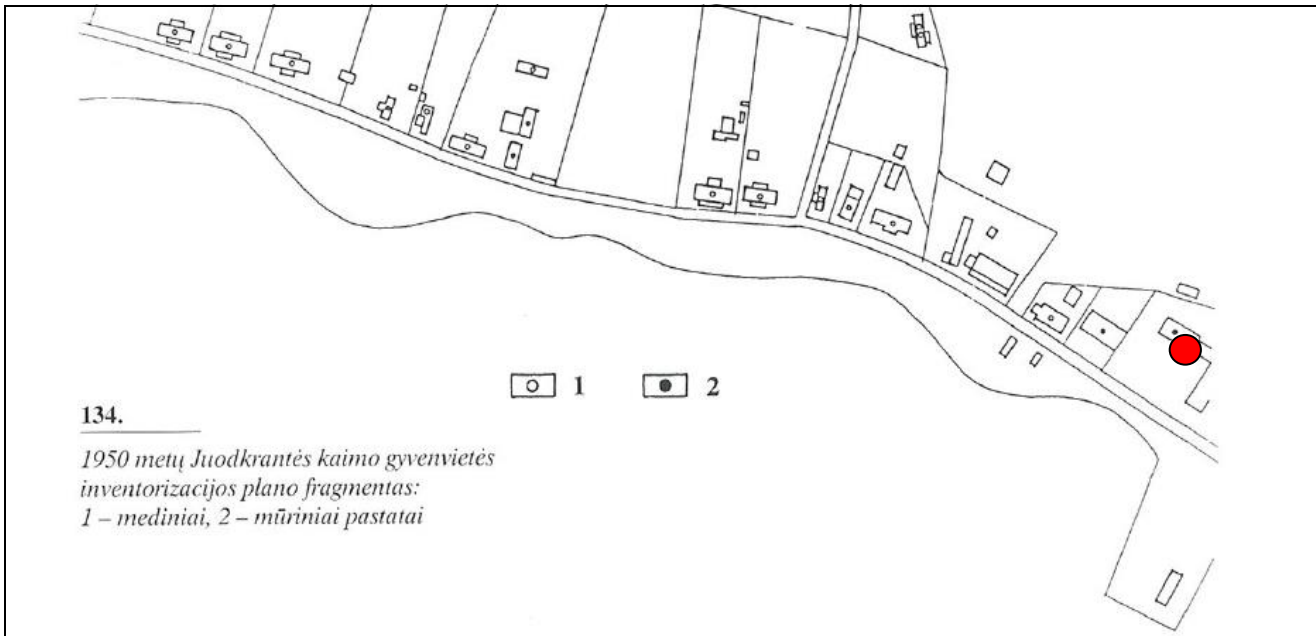 1 2
134.
1950 metų Juodkrantės kaimo gyvenvietės
inventorizacijos plano fragmentas:
1 – mediniai, 2 – mūriniai pastatai